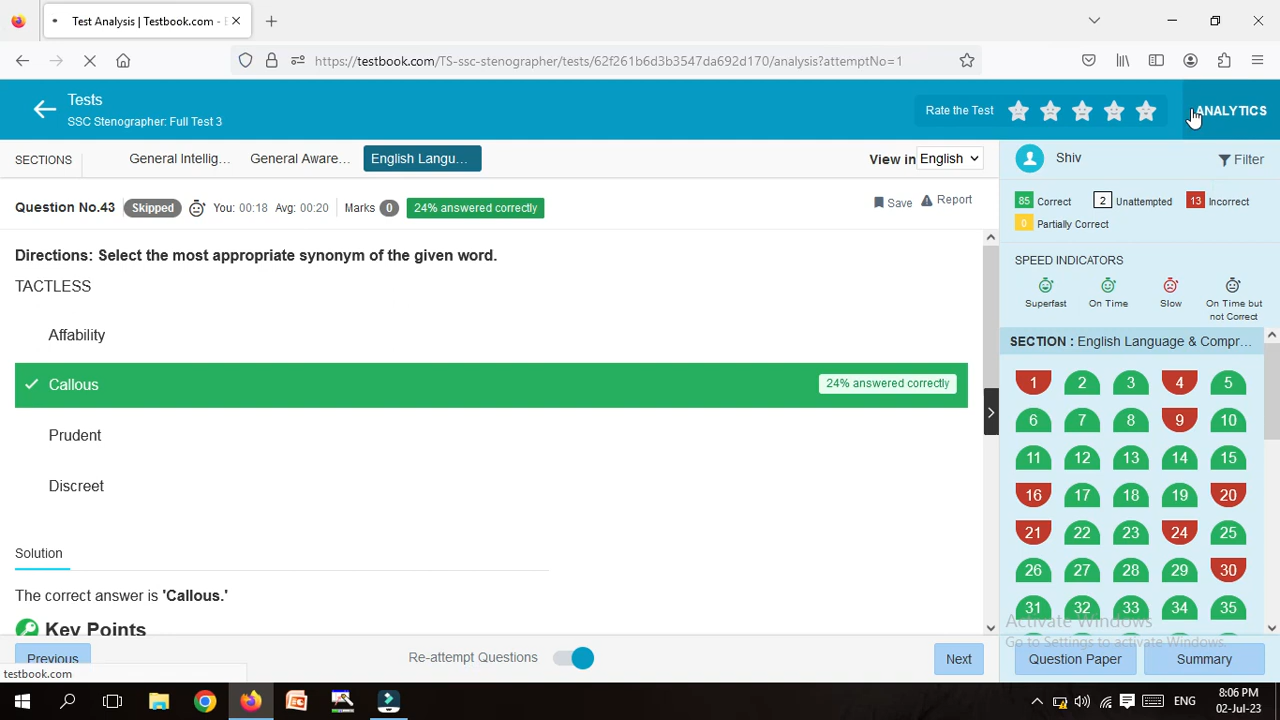 Test Analysis | Testbook.com -
https://testbook.com/TS-ssc-stenographer/tests/62f261b6d3b3547da692d170/analysis?attemptNo=1
Tests
SSC Stenographer: Full Test 3
Rate the Test
ANALYTICS
SECTIONS
General Intellig...
General Aware...
English Langu...
View in English
Shiv
Filter
Question No.43
Skipped
You: 00:18 Avg: 00:20
Marks 0
24% answered correctly
Save
Report
85 Correct
2 Unattempted
13 Incorrect
0 Partially Correct
Directions: Select the most appropriate synonym of the given word.
TACTLESS
Affability
Callous
24% answered correctly
Prudent
Discreet
Solution
The correct answer is 'Callous.'
Key Points
SPEED INDICATORS
Superfast
On Time
Slow
On Time but
not Correct
SECTION : English Language & Compr...
1 2 3 4 5
6 7 8 9 10
11 12 13 14 15
16 17 18 19 20
21 22 23 24 25
26 27 28 29 30
31 32 33 34 35
Activate Windows
Go to Settings to activate Windows.
Previous
Re-attempt Questions
Next
Question Paper
Summary
testbook.com
ENG
8:06 PM
02-Jul-23